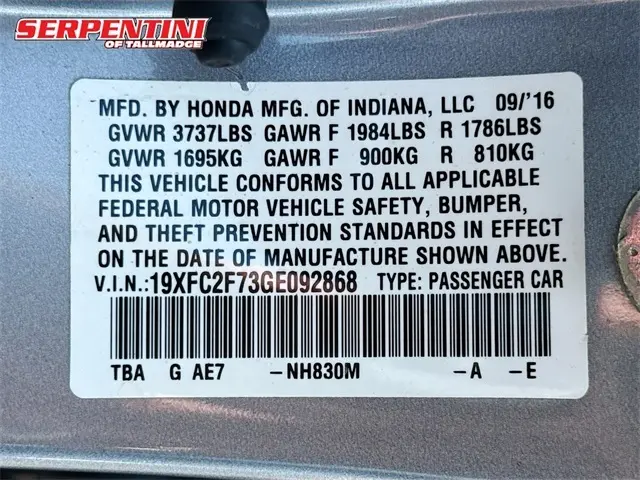 SERPENTINI
OF TALLMADGE
MFD. BY HONDA MFG. OF INDIANA, LLC 09/'16
GVWR 3737LBS GAWR F 1984LBS R 1786LBS
GVWR 1695KG GAWR F 900KG R 810KG
THIS VEHICLE CONFORMS TO ALL APPLICABLE
FEDERAL MOTOR VEHICLE SAFETY, BUMPER,
AND THEFT PREVENTION STANDARDS IN EFFECT
ON THE DATE OF MANUFACTURE SHOWN ABOVE.
V.I.N.:19XFC2F73GE092868 TYPE: PASSENGER CAR
TBA G AE7 -NH830M -A -E